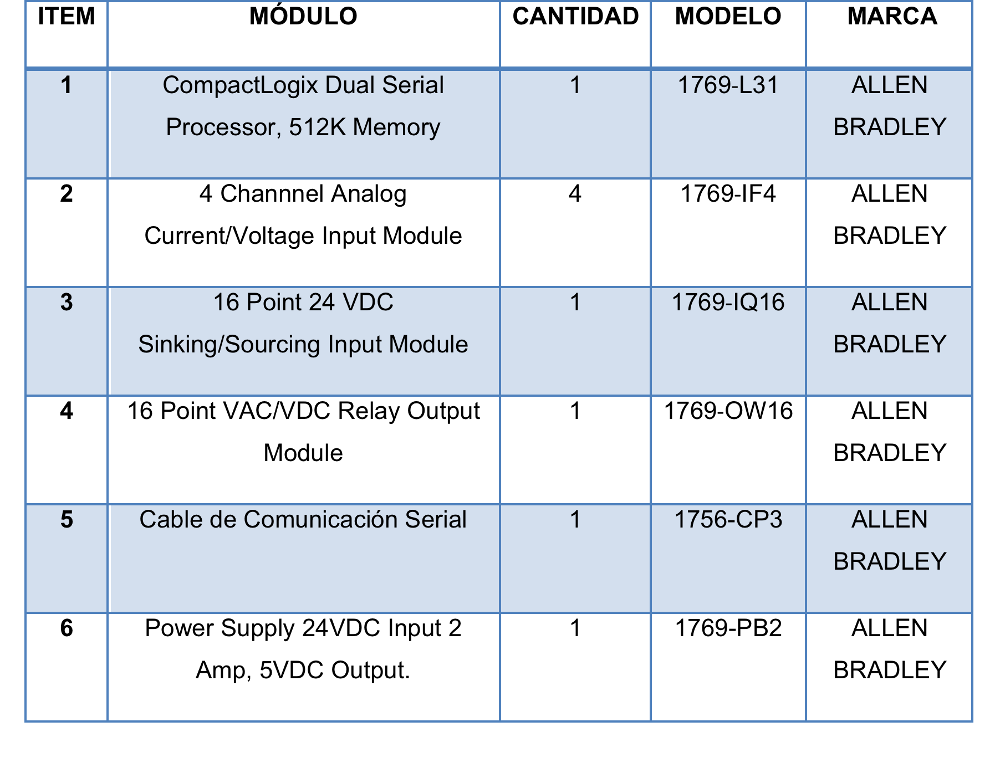 ITEM MÓDULO CANTIDAD MODELO MARCA
1 CompactLogix Dual Serial 1 1769-L31 ALLEN
Processor, 512K Memory BRADLEY
2 4 Channnel Analog 4 1769-IF4 ALLEN
Current/Voltage Input Module BRADLEY
3 16 Point 24 VDC 1 1769-IQ16 ALLEN
Sinking/Sourcing Input Module BRADLEY
4 16 Point VAC/VDC Relay Output 1 1769-OW16 ALLEN
Module BRADLEY
5 Cable de Comunicación Serial 1 1756-CP3 ALLEN
BRADLEY
6 Power Supply 24VDC Input 2 1 1769-PB2 ALLEN
Amp, 5VDC Output. BRADLEY